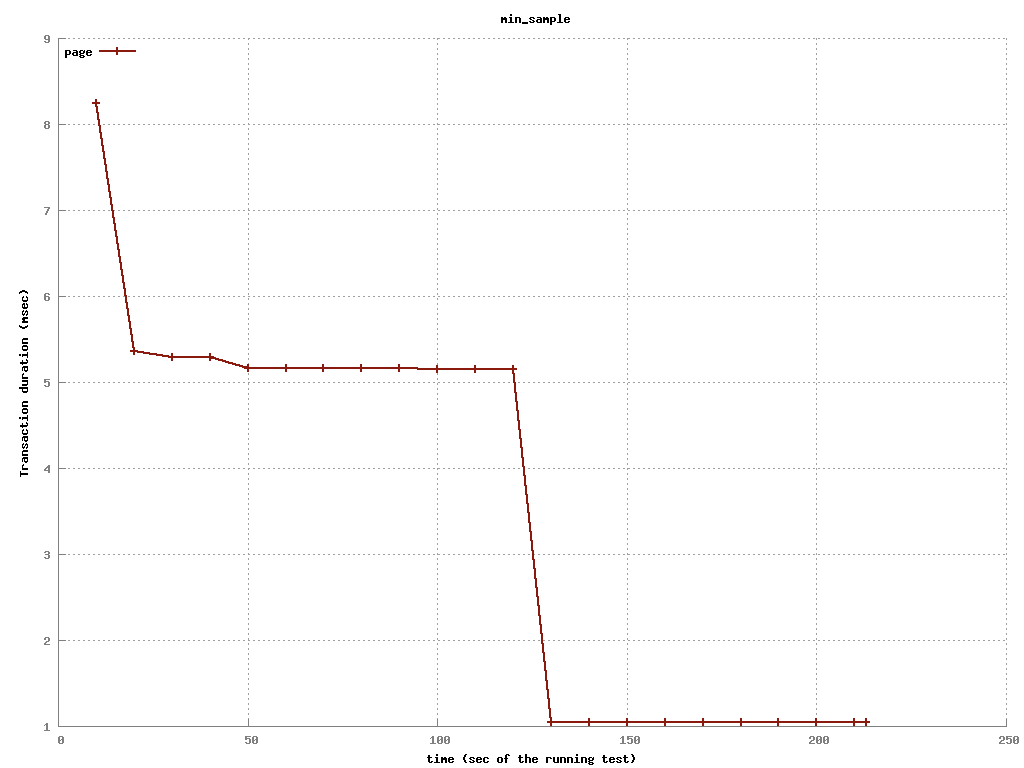 min_sample
page
9
8
7
6
5
4
3
2
1
Transaction duration (msec)
0 50 100 150 200 250
time (sec of the running test)